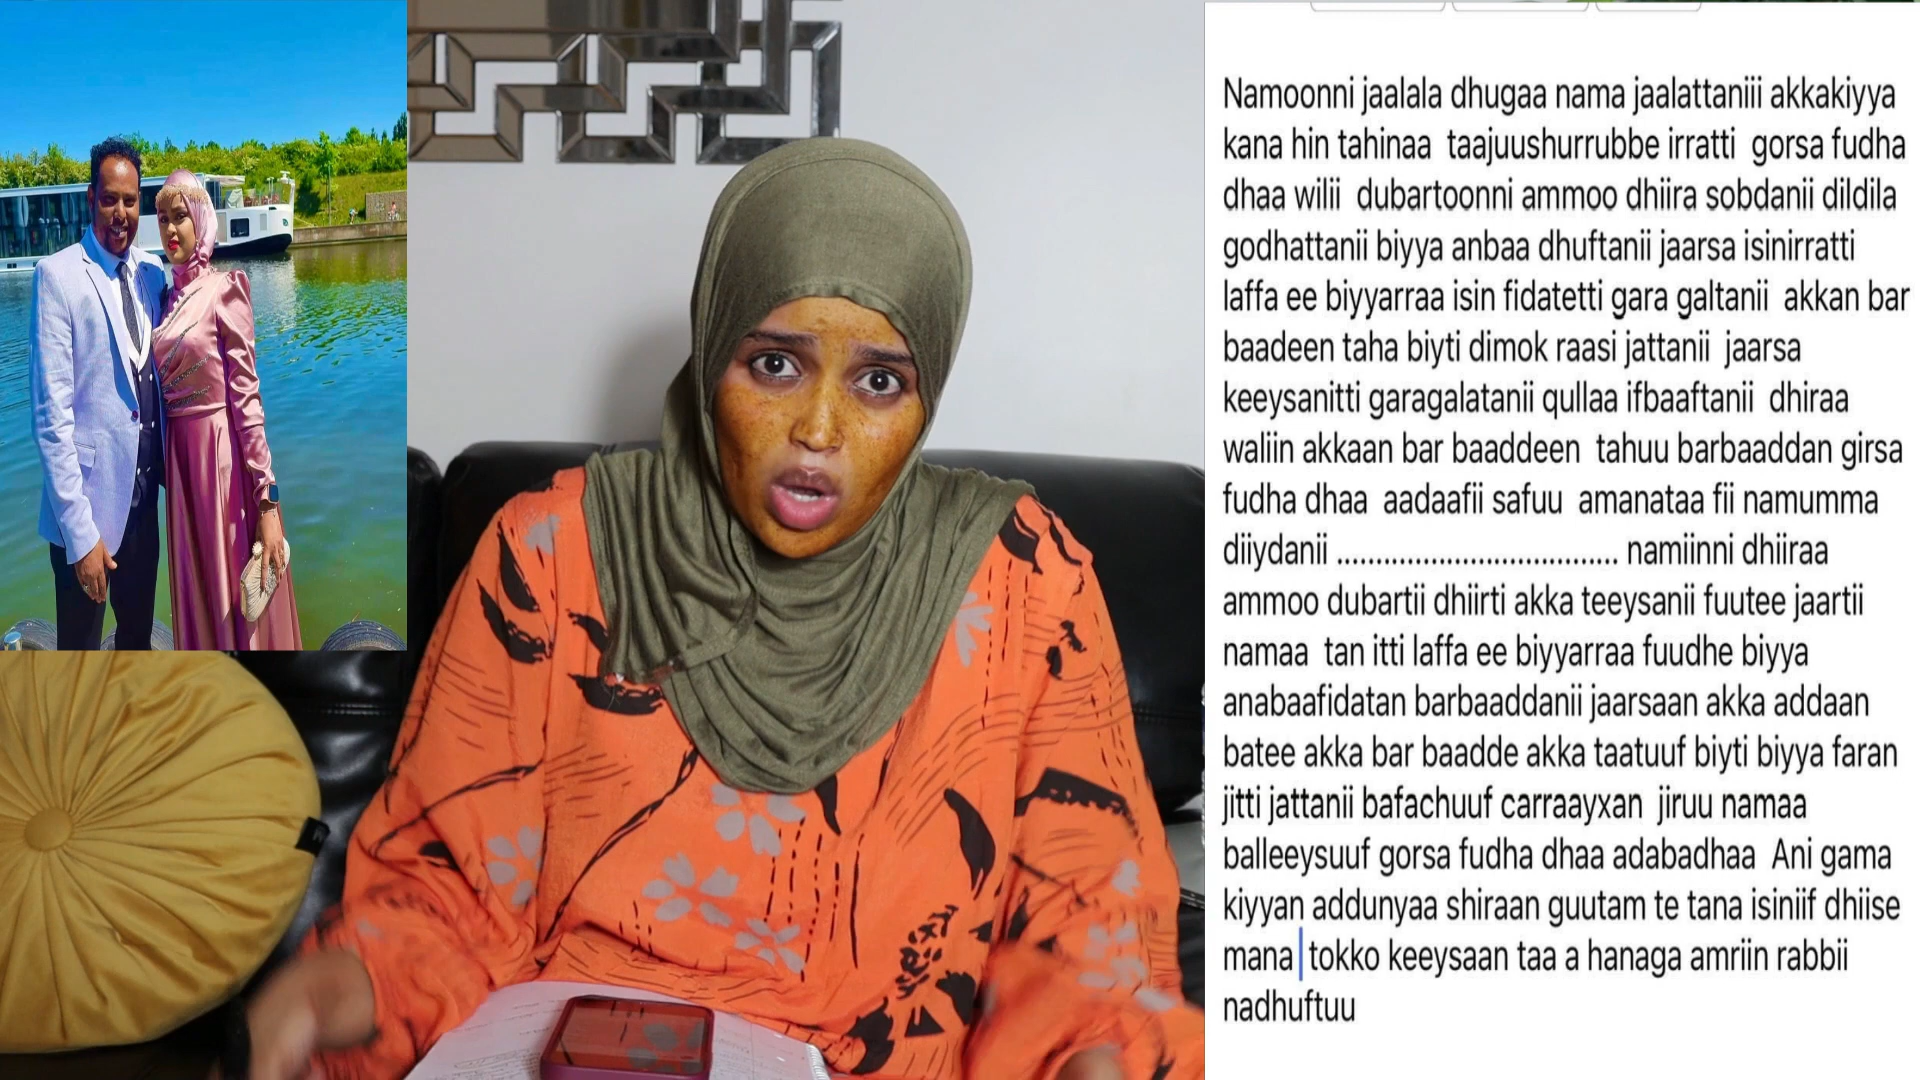 Namoonni jaalala dhugaa nama jaalattaniii akkakiyya
kana hin tahinaa taajuushurrubbe irratti gorsa fudha
dhaa wilii dubartoonni ammoo dhiira sobdanii dildila
godhattanii biyya anbaa dhuftanii jaarsa isinirratti
laffa ee biyyarraa isin fidatetti gara galtanii akkan bar
baadeen taha biyti dimok raasi jattanii jaarsa
keeysanitti garagalatanii qullaa ifbaaftanii dhiraa
waliin akkaan bar baaddeen tahuu barbaaddan girsa
fudha dhaa aadaafii safuu amanataa fii namumma
diiydanii .................................... namiinni dhiiraa
ammoo dubartii dhiirti akka teeysanii fuutee jaartii
namaa tan itti laffa ee biyyarraa fuudhe biyya
anabaafidatan barbaaddanii jaarsaan akka addaan
batee akka bar baadde akka taatuuf biyti biyya faran
jitti jattanii bafachuuf carraayxan jiruu namaa
balleeysuuf gorsa fudha dhaa adabadhaa Ani gama
kiyyan addunyaa shiraan guutam te tana isiniif dhiise
mana tokko keeysaan taa a hanaga amriin rabbii
nadhuftuu